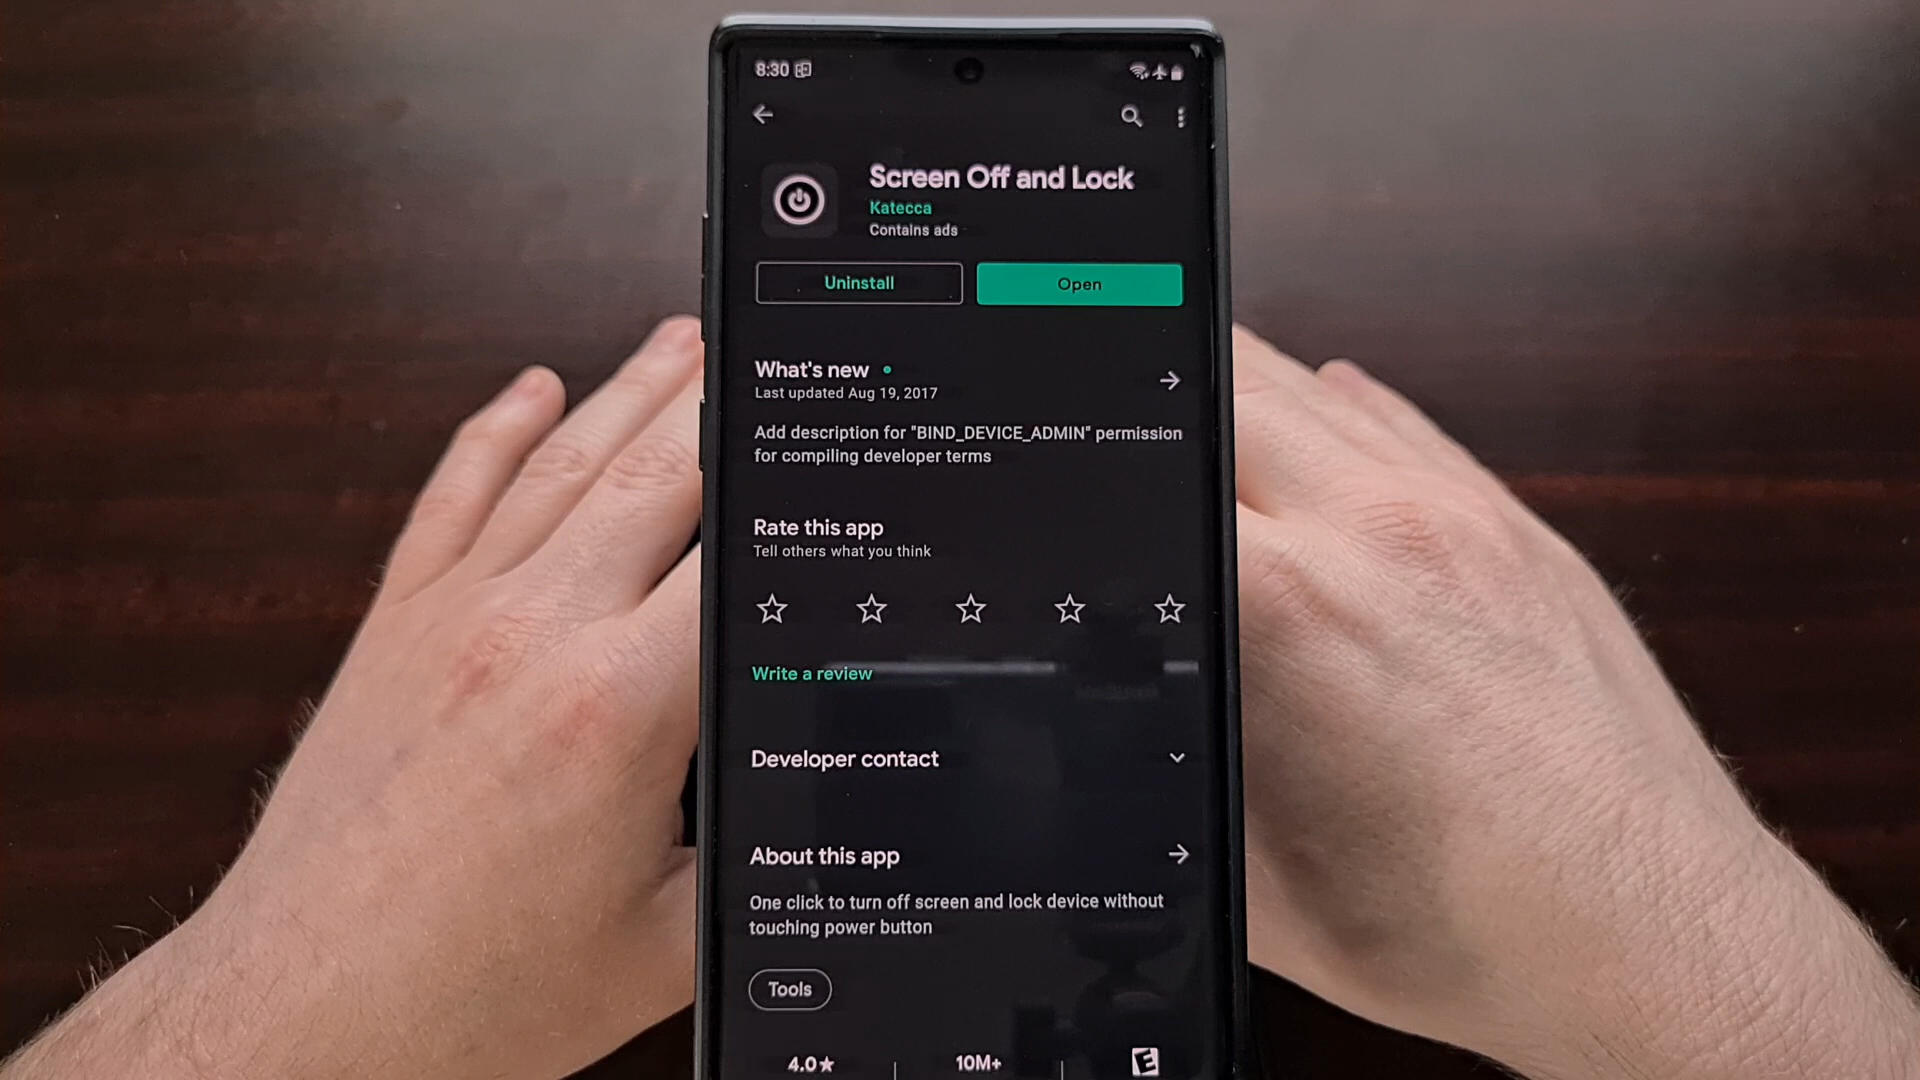 8:30
Screen Off and Lock
Katecca
Contains ads
Uninstall
Open
What's new
Last updated Aug 19, 2017
Add description for "BIND_DEVICE_ADMIN" permission
for compiling developer terms
Rate this app
Tell others what you think
Write a review
Developer contact
About this app
One click to turn off screen and lock device without
touching power button
Tools
4.0★
10M+
E